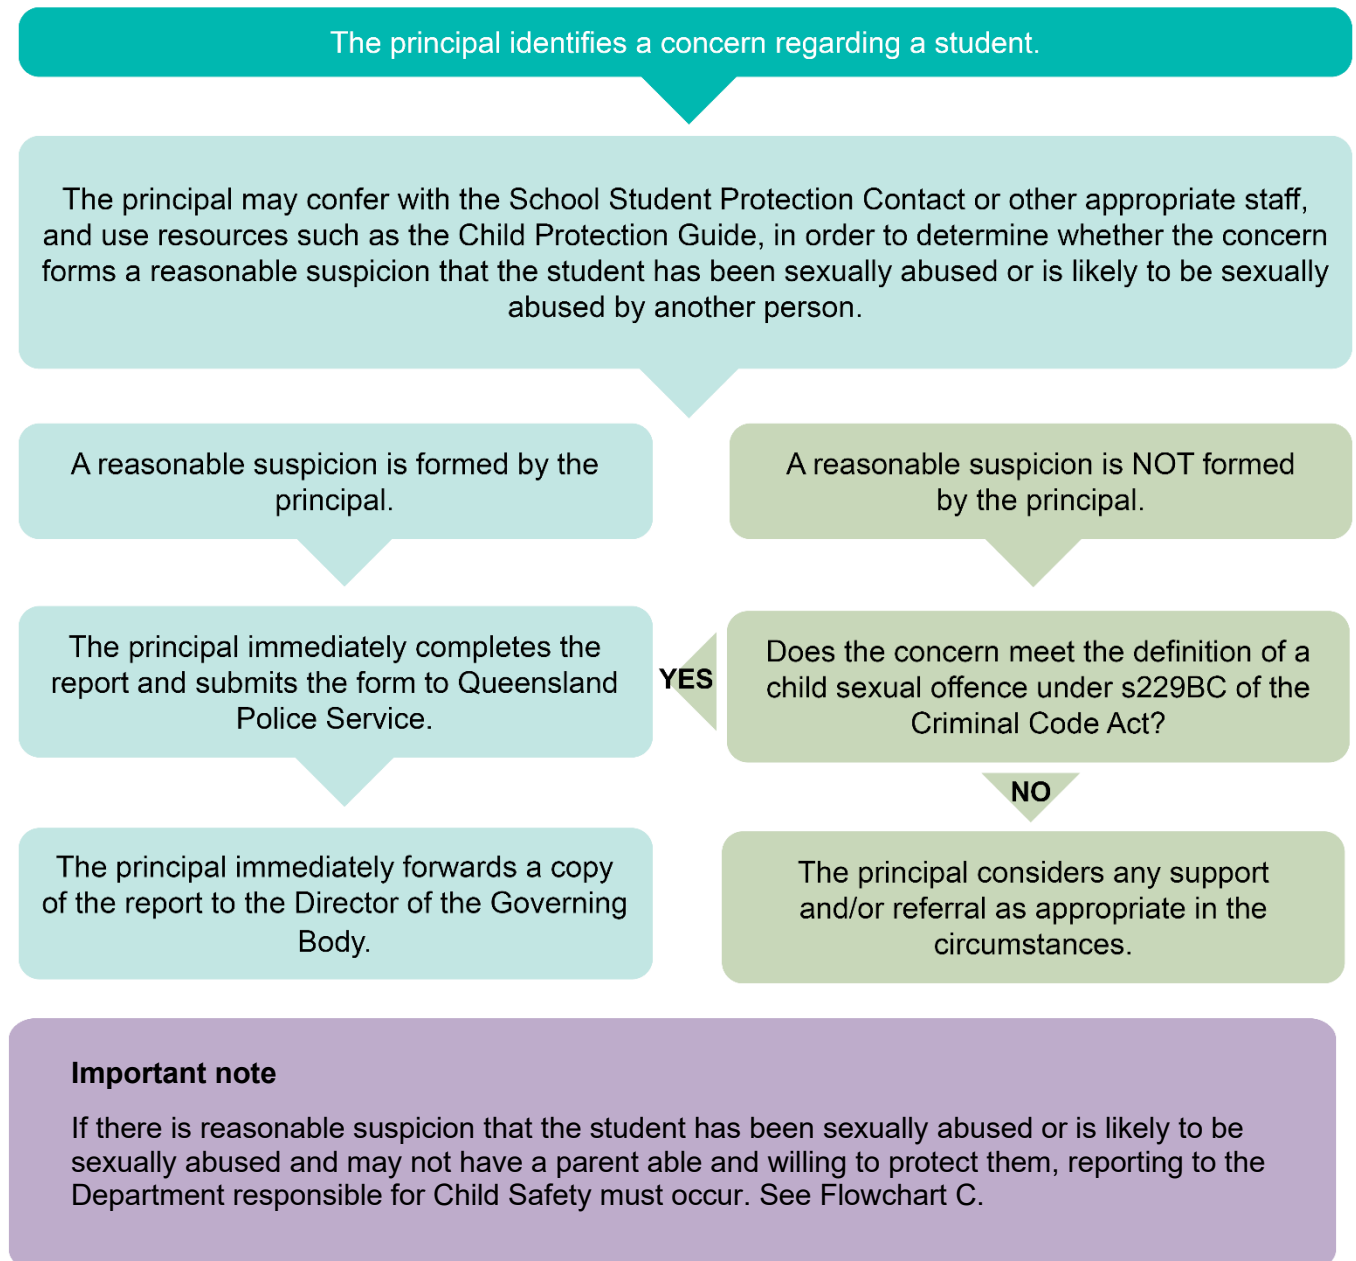 The principal identifies a concern regarding a student.
The principal may confer with the School Student Protection Contact or other appropriate staff,
and use resources such as the Child Protection Guide, in order to determine whether the concern
forms a reasonable suspicion that the student has been sexually abused or is likely to be sexually
abused by another person.
A reasonable suspicion is formed by the
principal.
A reasonable suspicion is NOT formed
by the principal.
The principal immediately completes the
report and submits the form to Queensland
Police Service.
YES
Does the concern meet the definition of a
child sexual offence under s229BC of the
Criminal Code Act?
NO
The principal immediately forwards a copy
of the report to the Director of the Governing
Body.
The principal considers any support
and/or referral as appropriate in the
circumstances.
Important note
If there is reasonable suspicion that the student has been sexually abused or is likely to be
sexually abused and may not have a parent able and willing to protect them, reporting to the
Department responsible for Child Safety must occur. See Flowchart C.